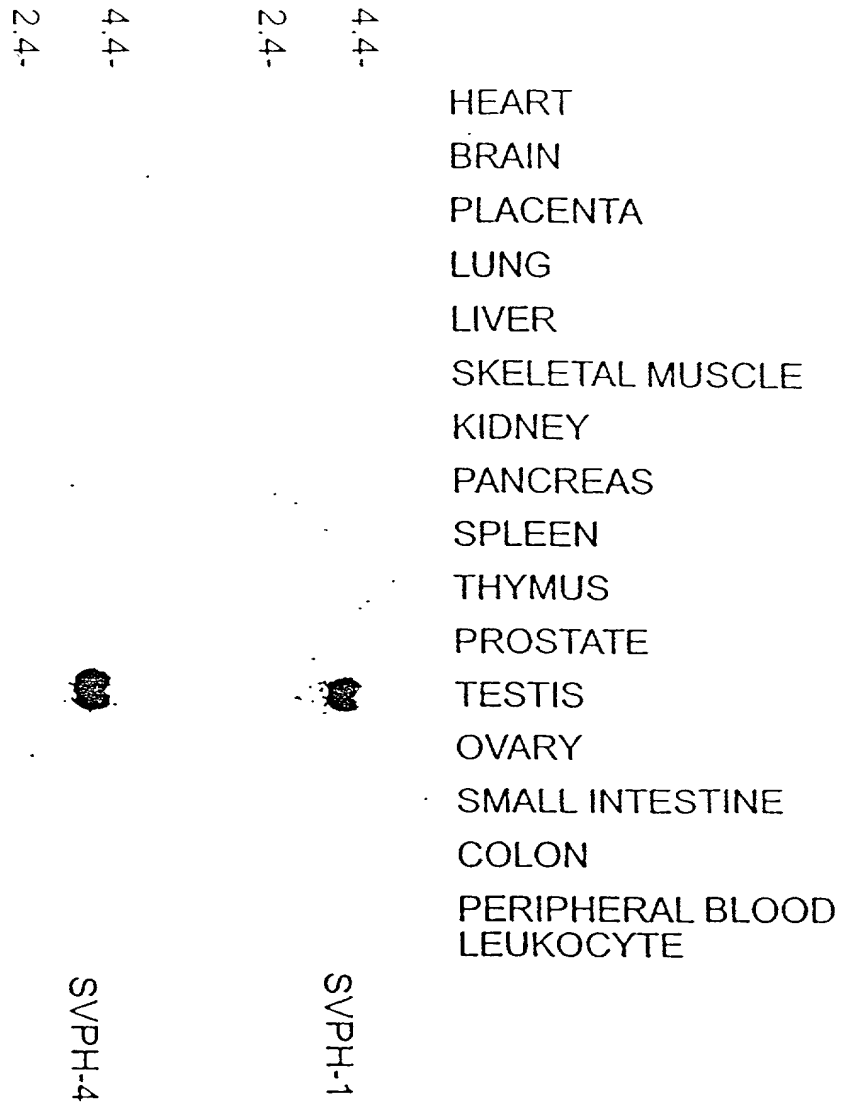 2.4-
4.4-
2.4-
4.4-
HEART
BRAIN
PLACENTA
LUNG
LIVER
SKELETAL MUSCLE
KIDNEY
PANCREAS
SPLEEN
THYMUS
PROSTATE
TESTIS
OVARY
SMALL INTESTINE
COLON
PERIPHERAL BLOOD
LEUKOCYTE
SVPH-4
SVPH-1